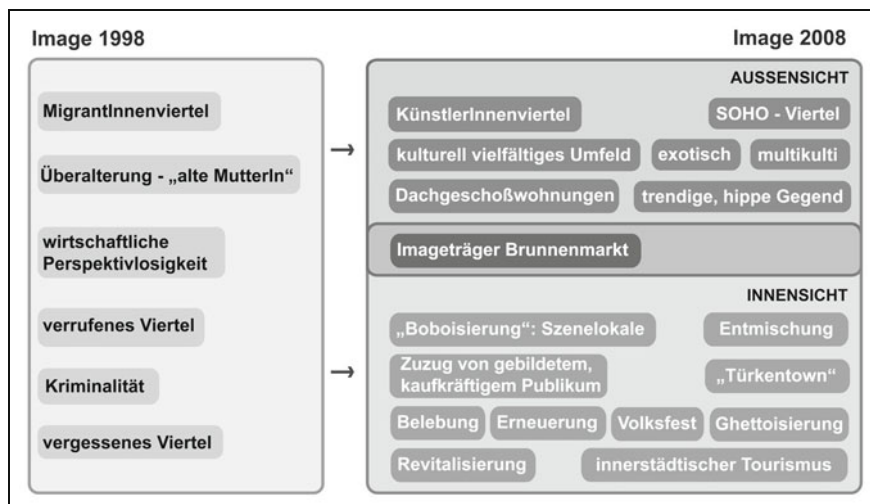 Image 1998
MigrantInnenviertel
Überalterung - „alte MutterIn“
wirtschaftliche
Perspektivlosigkeit
verrufenes Viertel
Kriminalität
vergessenes Viertel
→
→
Image 2008
AUSSENSICHT
KünstlerInnenviertel
SOHO - Viertel
kulturell vielfältiges Umfeld
exotisch
multikulti
Dachgeschoßwohnungen
trendige, hippe Gegend
Imageträger Brunnenmarkt
INNENSICHT
„Boboisierung“: Szenelokale
Entmischung
Zuzug von gebildetem,
kaufkräftigem Publikum
„Türkentown“
Belebung
Erneuerung
Volksfest
Ghettoisierung
Revitalisierung
innerstädtischer Tourismus